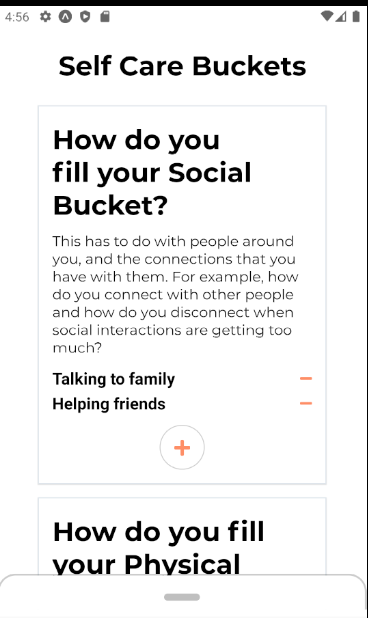 4:56
Self Care Buckets
How do you
fill your Social
Bucket?
This has to do with people around
you, and the connections that you
have with them. For example, how
do you connect with other people
and how do you disconnect when
social interactions are getting too
much?
Talking to family
Helping friends
How do you fill
your Physical